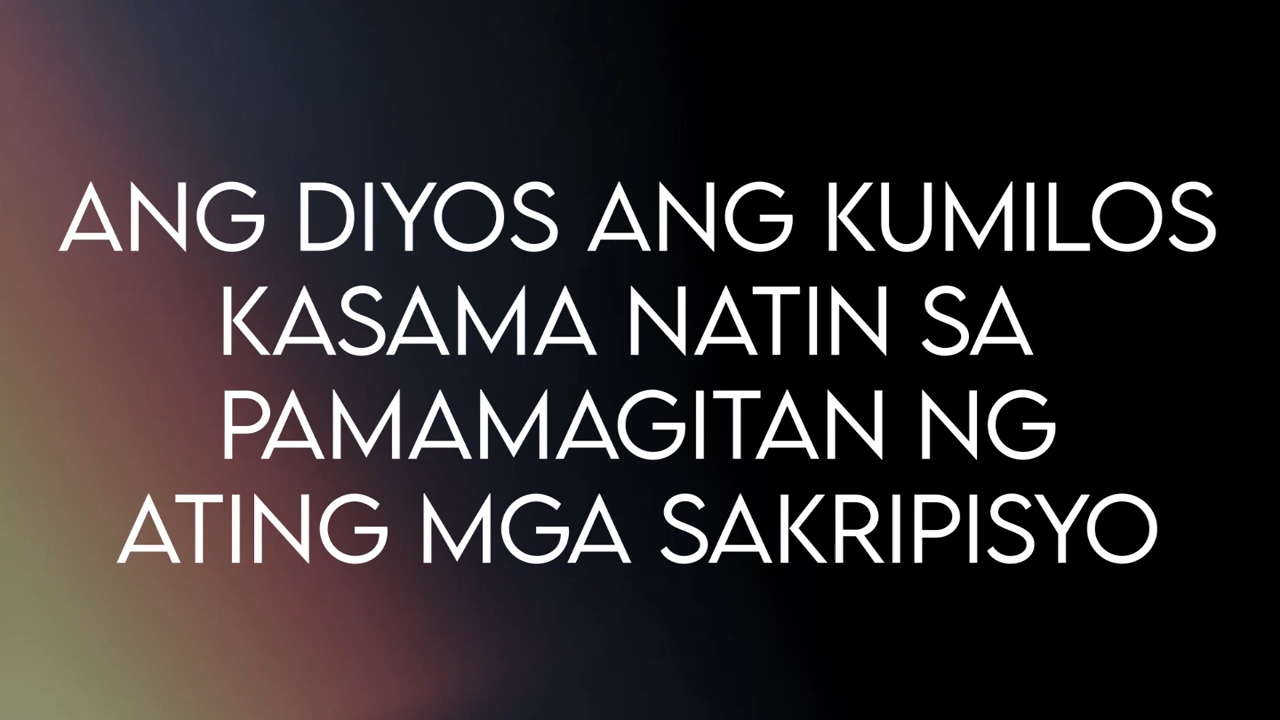 ANG DIYOS ANG KUMILOS
KASAMA NATIN SA
PAMAMAGITAN NG
ATING MGA SAKRIPISYO